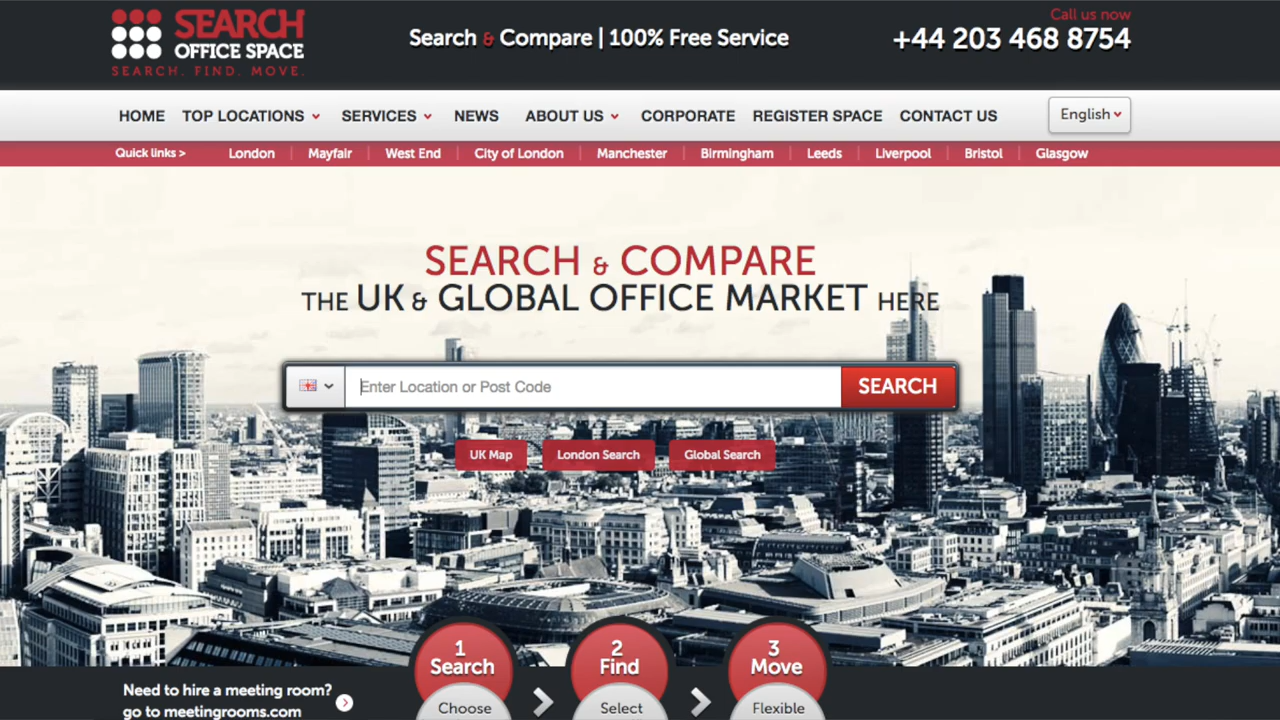 SEARCH
OFFICE SPACE
SEARCH. FIND. MOVE.
Search & Compare | 100% Free Service
Call us now
+44 203 468 8754
HOME TOP LOCATIONS SERVICES NEWS ABOUT US CORPORATE REGISTER SPACE CONTACT US English
Quick links > London | Mayfair | West End | City of London | Manchester | Birmingham | Leeds | Liverpool | Bristol | Glasgow
SEARCH & COMPARE
THE UK & GLOBAL OFFICE MARKET HERE
Enter Location or Post Code SEARCH
UK Map London Search Global Search
1 2 3
Search Find Move
Choose Select Flexible
Need to hire a meeting room?
go to meetingrooms.com